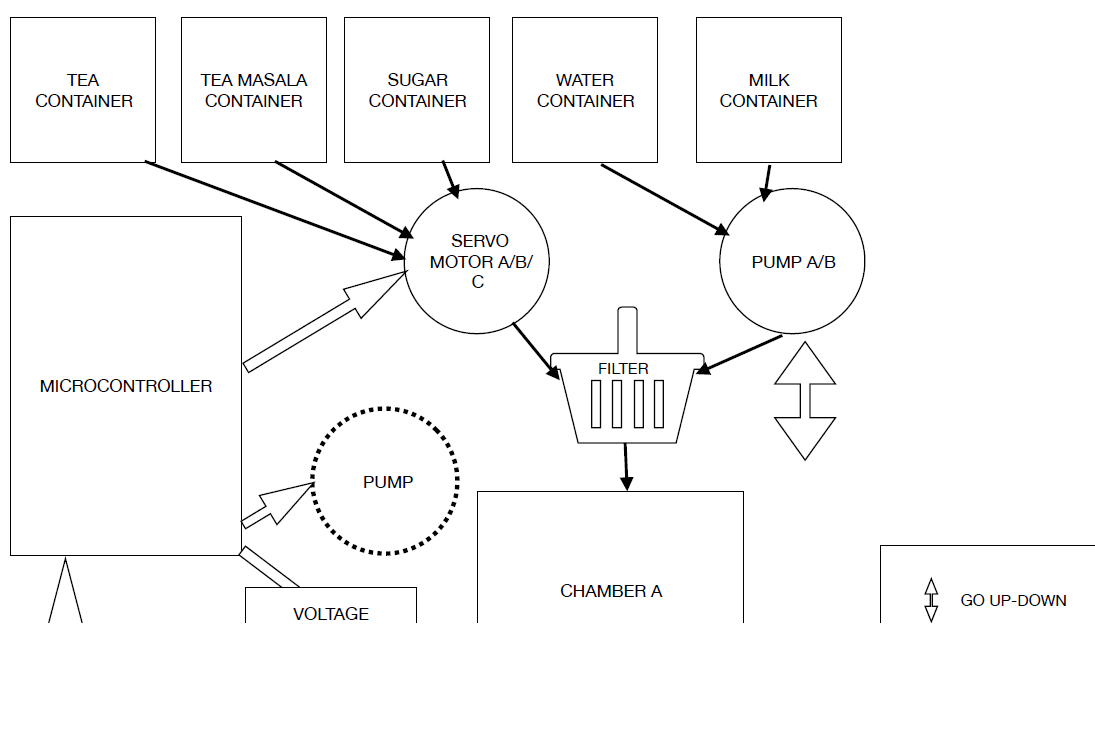 TEA
CONTAINER
TEA MASALA
CONTAINER
SUGAR
CONTAINER
WATER
CONTAINER
MILK
CONTAINER
SERVO
MOTOR A/B/
C
PUMP A/B
FILTER
MICROCONTROLLER
PUMP
CHAMBER A
GO UP-DOWN
VOLTAGE